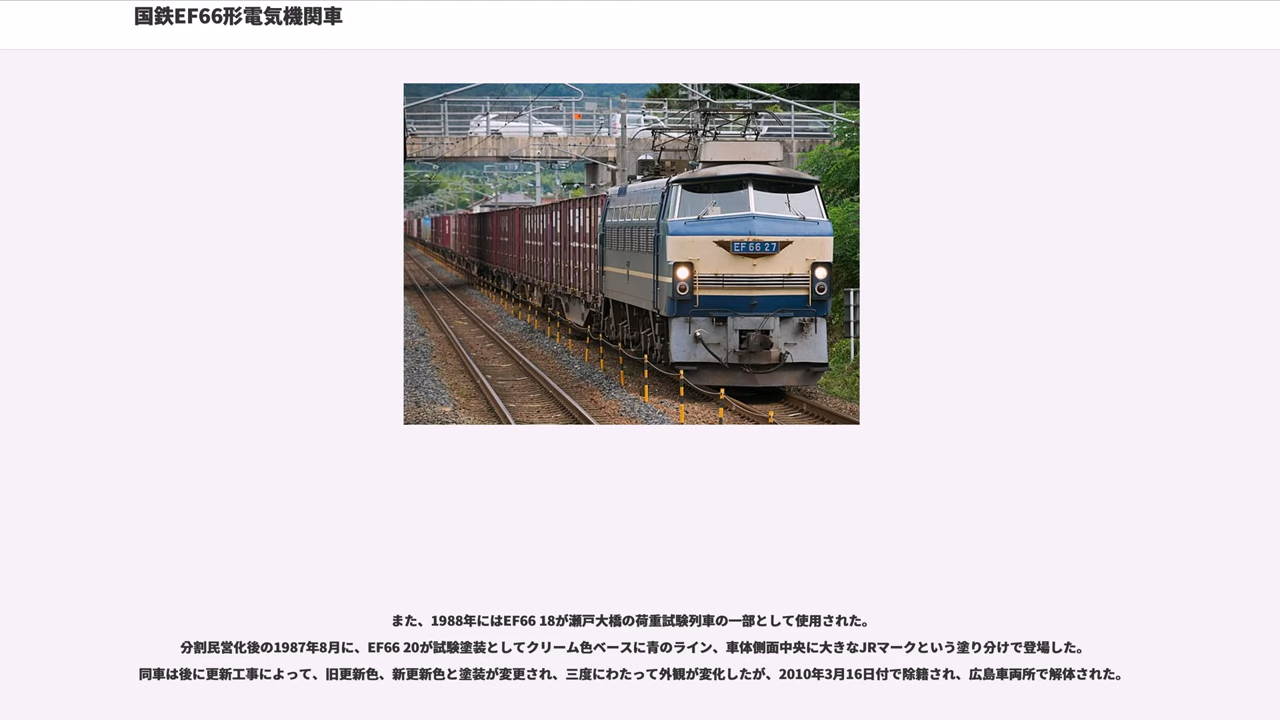 国鉄EF66形電気機関車
EF66 27
また、1988年にはEF66 18が瀬戸大橋の荷重試験列車の一部として使用された。
分割民営化後の1987年8月に、EF66 20が試験塗装としてクリーム色ベースに青のライン、車体側面中央に大きなJRマークという塗り分けで登場した。
同車は後に更新工事によって、旧更新色、新更新色と塗装が変更され、三度にわたって外観が変化したが、2010年3月16日付で除籍され、広島車両所で解体された。